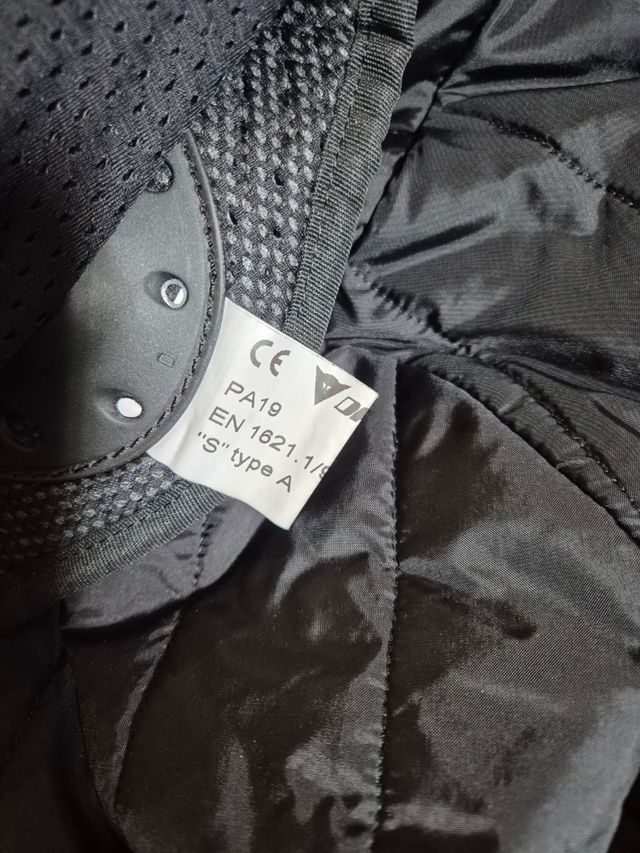 CE
PA19
EN 1621.1/9
"S" type A